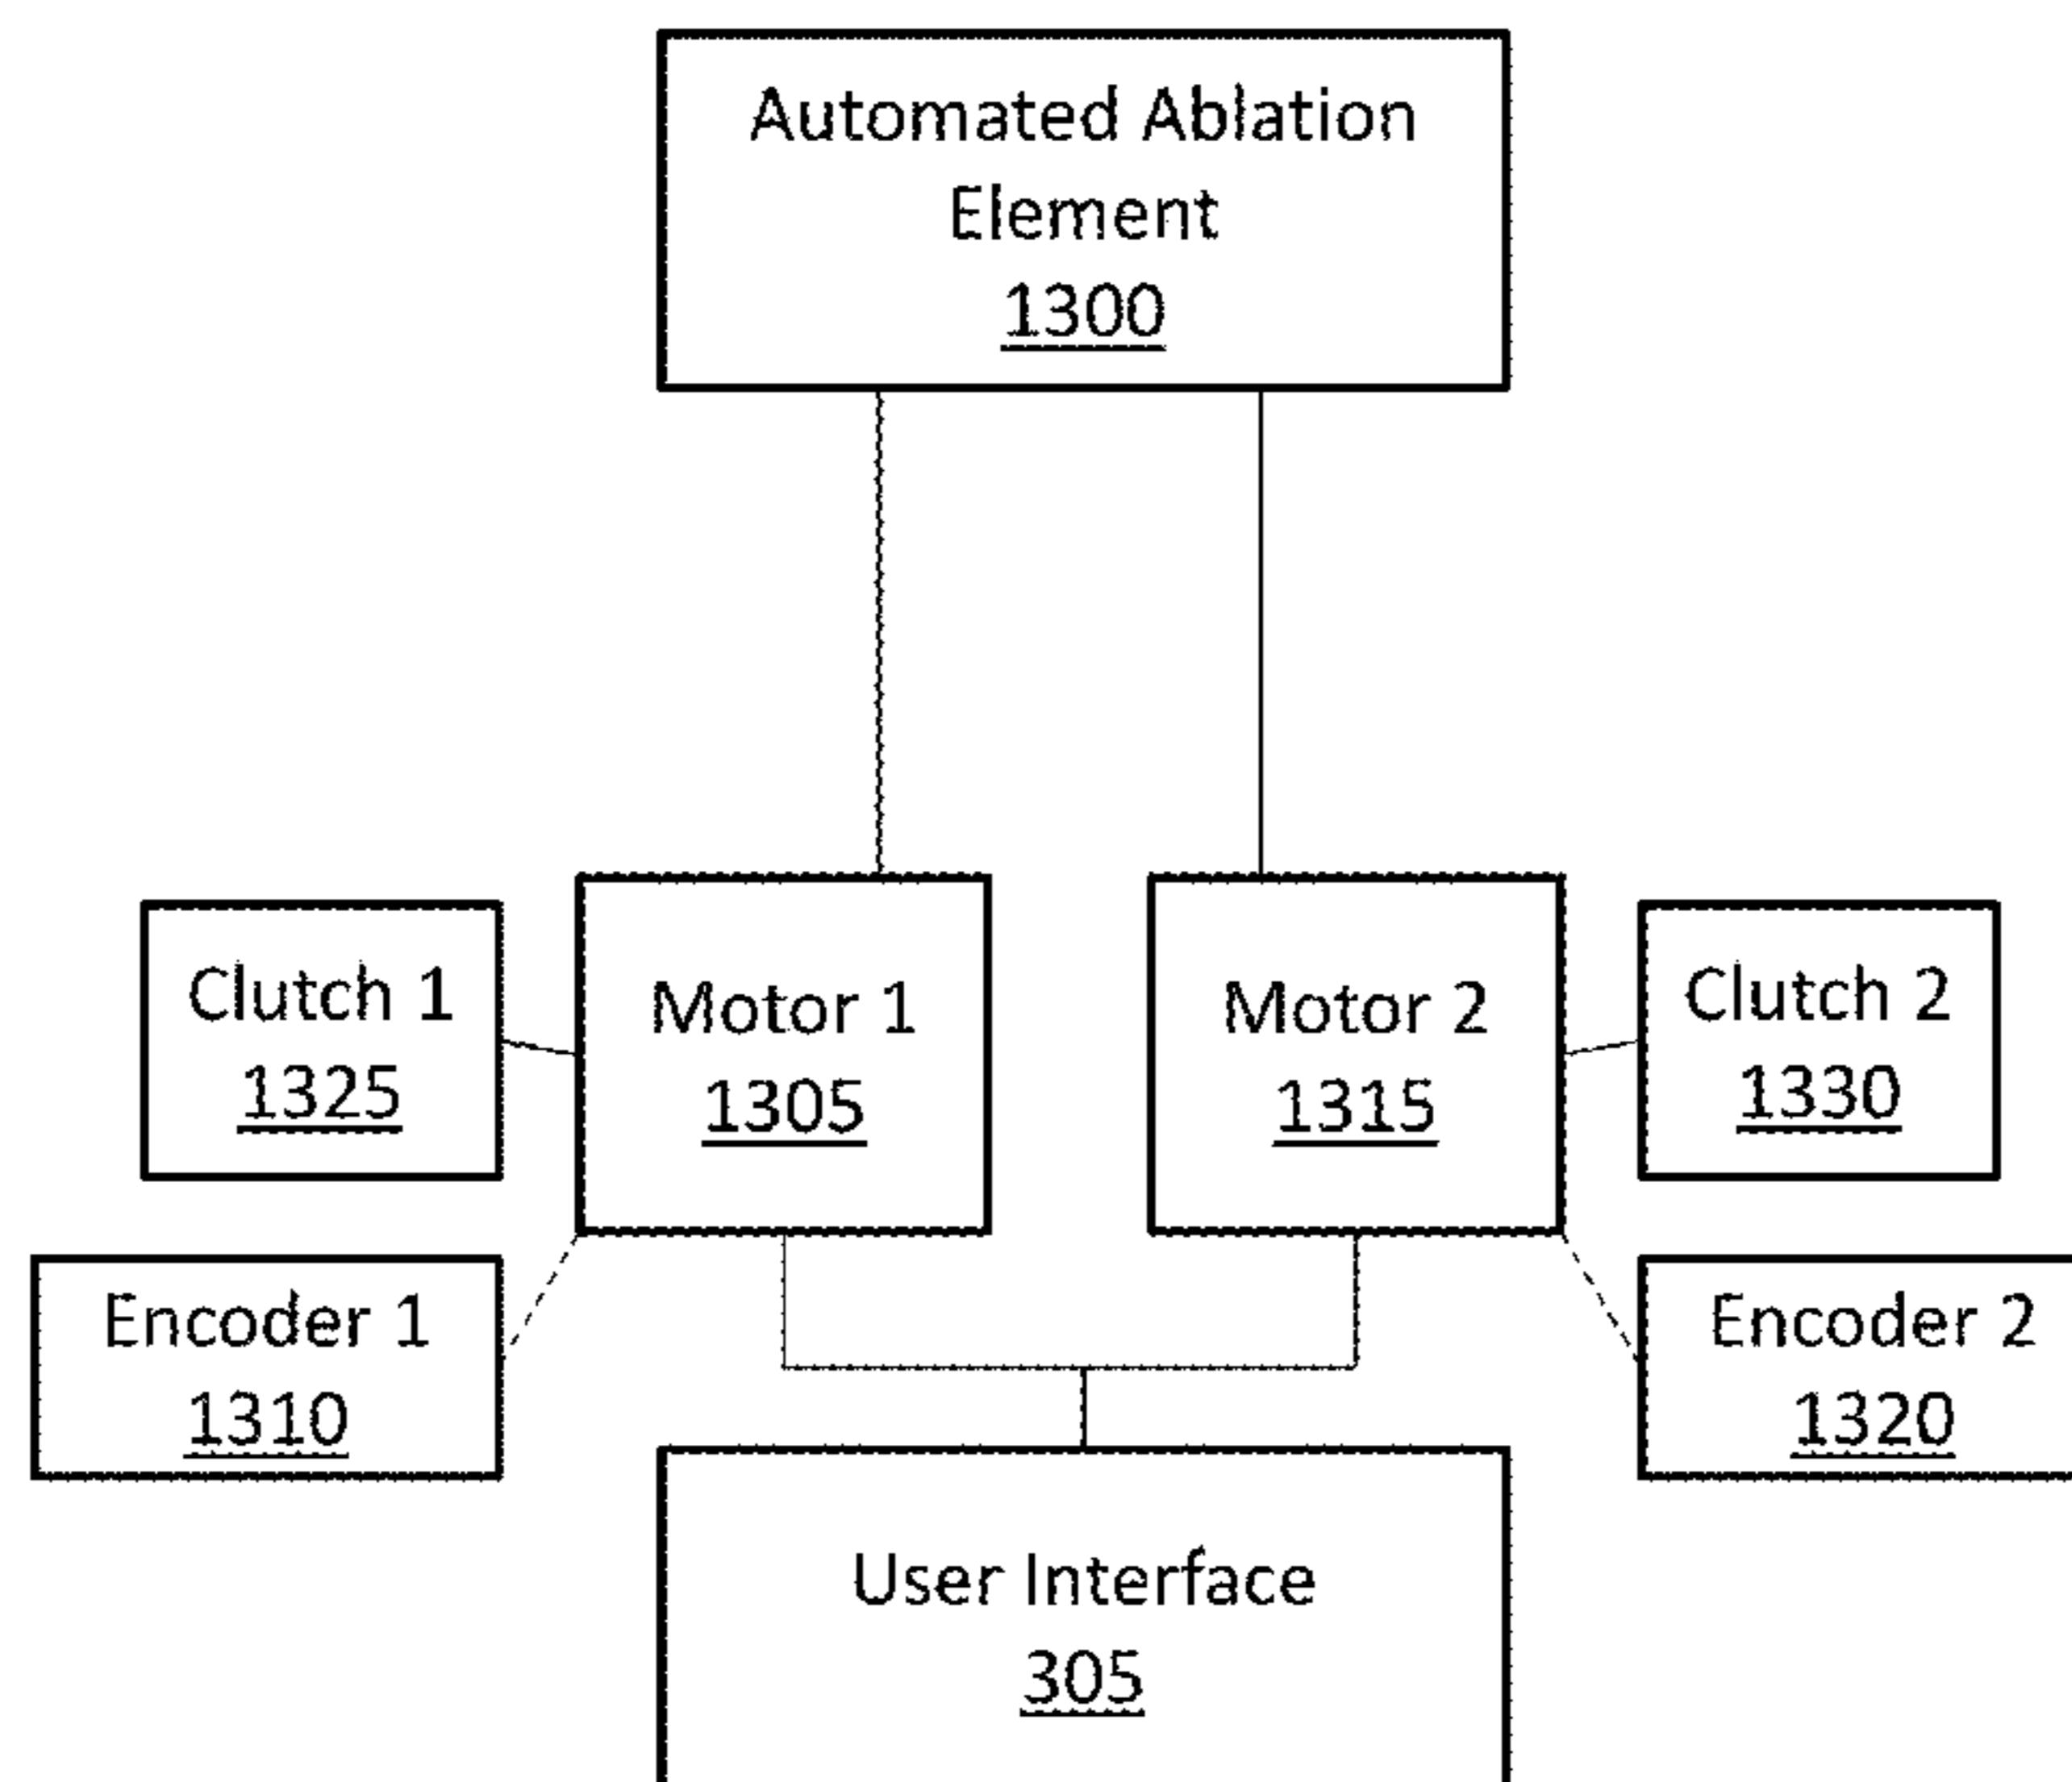 Automated Ablation
Element
1300
Clutch 1
1325
Motor 1
1305
Motor 2
1315
Clutch 2
1330
Encoder 1
1310
Encoder 2
1320
User Interface
305